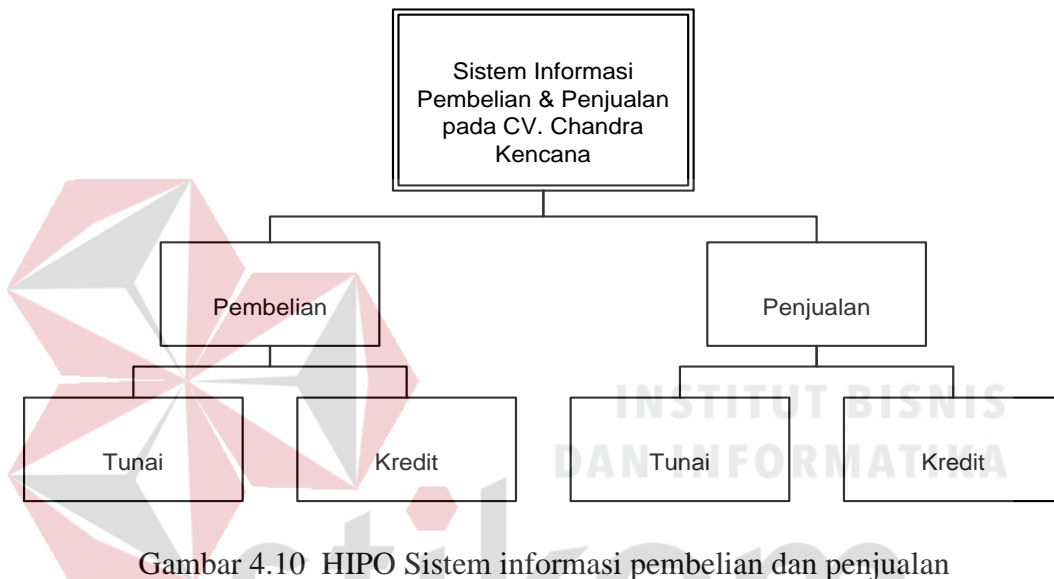 Sistem Informasi
Pembelian & Penjualan
pada CV. Chandra
Kencana
Pembelian
Penjualan
INSTITUT BISNIS
DAN INFORMATIKA
Tunai
Kredit
Tunai
Kredit
stikom
Gambar 4.10 HIPO Sistem informasi pembelian dan penjualan